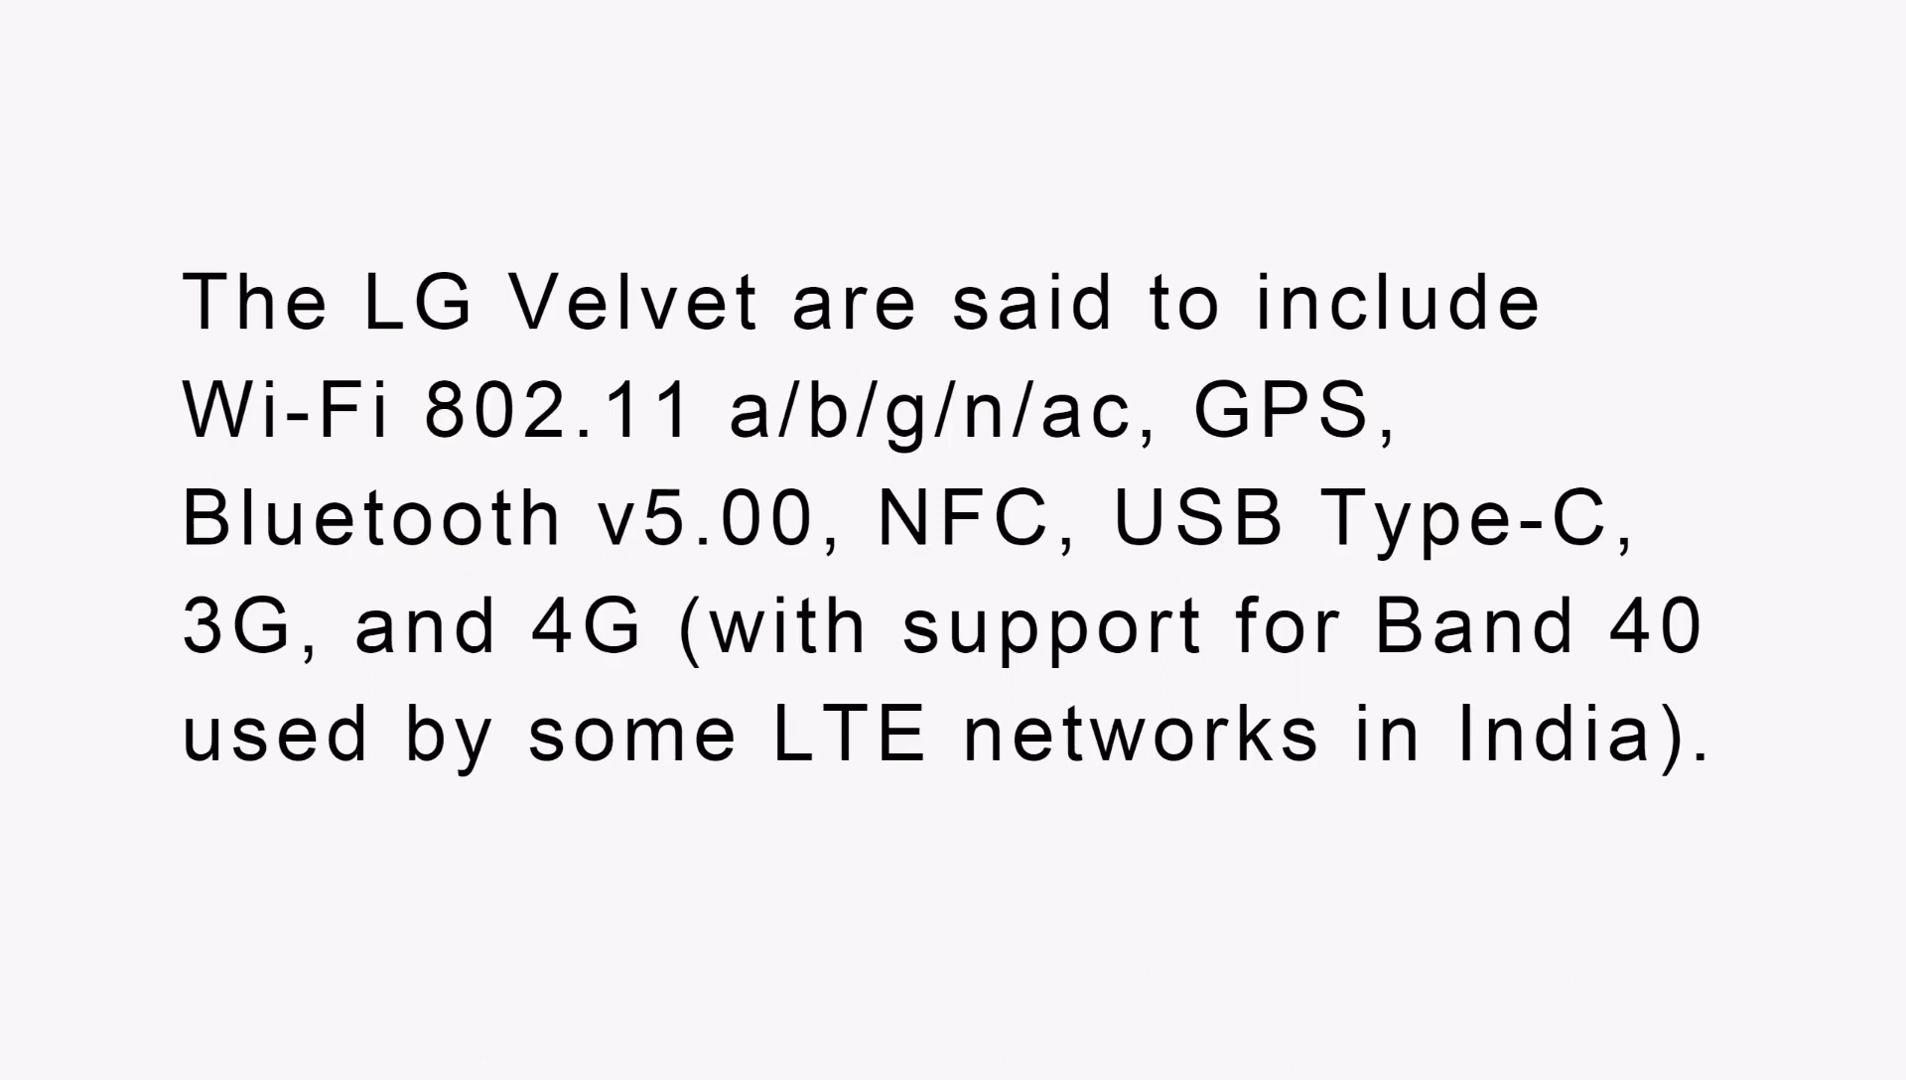 The LG Velvet are said to include
Wi-Fi 802.11 a/b/g/n/ac, GPS,
Bluetooth v5.00, NFC, USB Type-C,
3G, and 4G (with support for Band 40
used by some LTE networks in India).